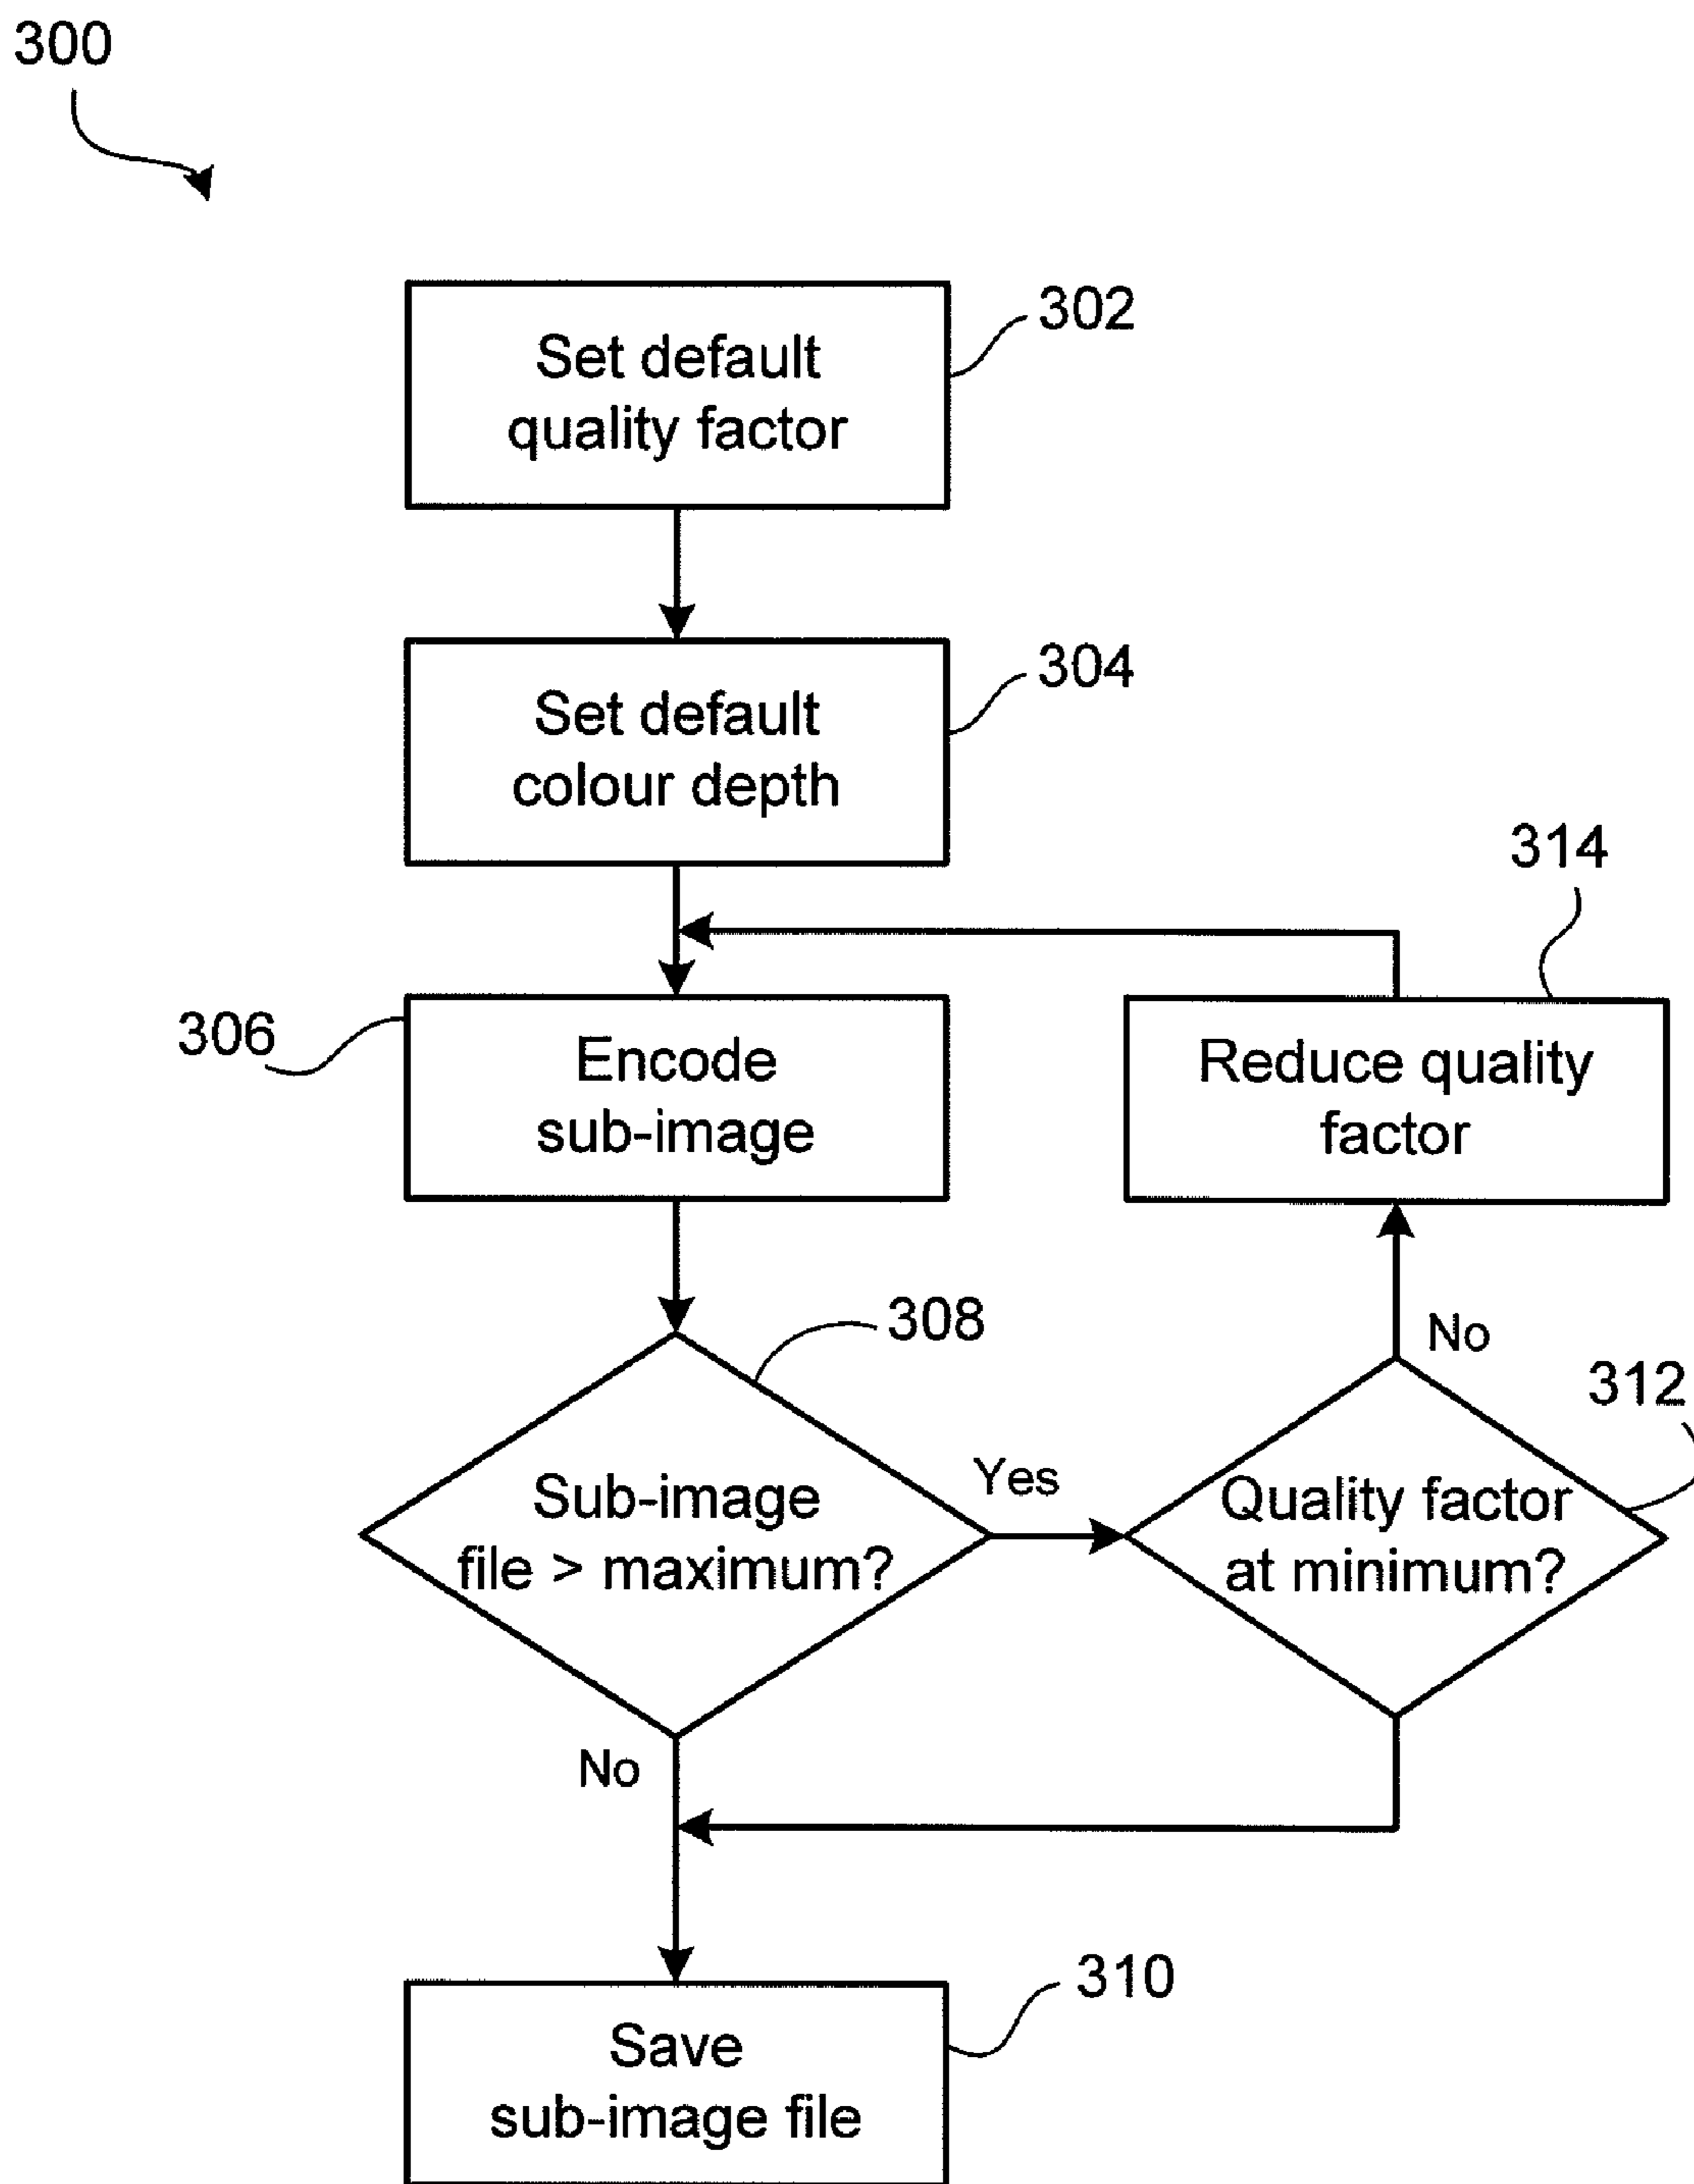 300
302
Set default
quality factor
304
Set default
colour depth
314
306
Encode
sub-image
Reduce quality
factor
308
No
312
Yes
Sub-image
file > maximum?
Quality factor
at minimum?
No
310
Save
sub-image file